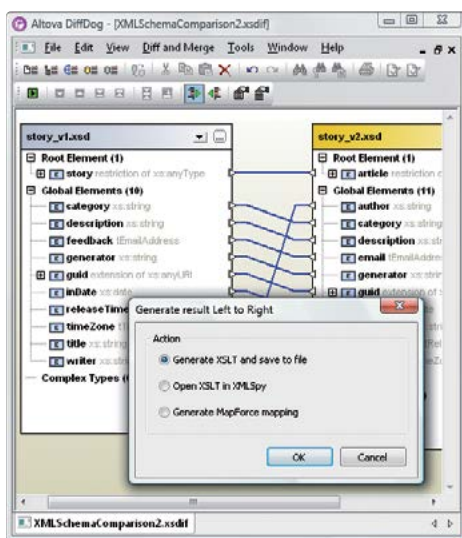 Altova DiffDog - [XMLSchemaComparison2.xsdif]
File Edit View Diff and Merge Tools Window Help
story_v1.xsd
Root Element (1)
story restriction of xs:anyType
Global Elements (10)
category xs:string
description xs:string
feedback tEmailAddress
generator xs:string
guid extension of xs:anyURI
inDate xs:date
releaseTime
timeZone
title xs:string
writer xs:string
Complex Types
story_v2.xsd
Root Element (1)
article restriction
Global Elements (11)
author xs:string
category xs:string
description xs:st
email tEmailAddres
generator xs:strin
guid extension of
Generate result Left to Right
Action
Generate XSLT and save to file
Open XSLT in XMLSpy
Generate MapForce mapping
OK Cancel
XMLSchemaComparison2.xsdif